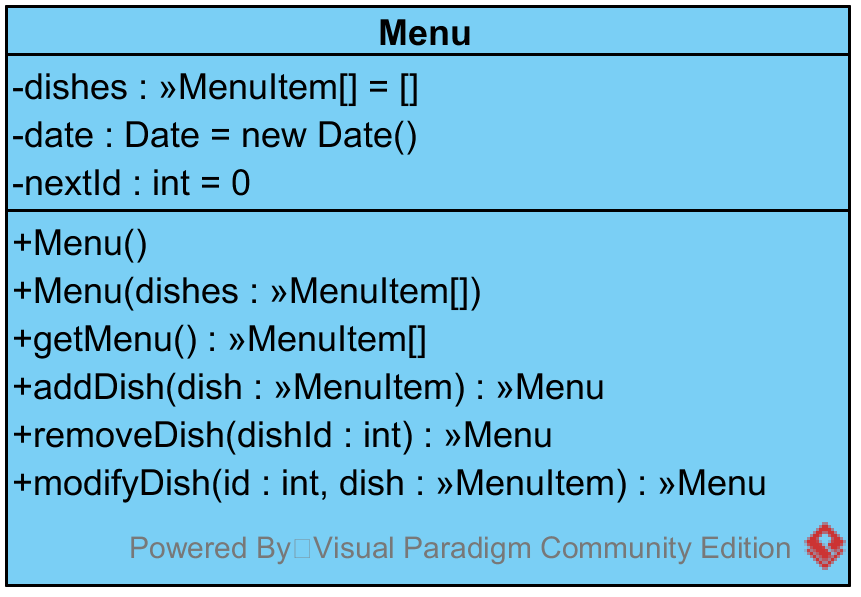 Menu
-dishes : »MenuItem[] = []
-date : Date = new Date()
-nextId : int = 0
+Menu()
+Menu(dishes : »MenuItem[])
+getMenu() : »MenuItem[]
+addDish(dish : »MenuItem) : »Menu
+removeDish(dishId : int) : »Menu
+modifyDish(id : int, dish : »MenuItem) : »Menu
Powered By Visual Paradigm Community Edition